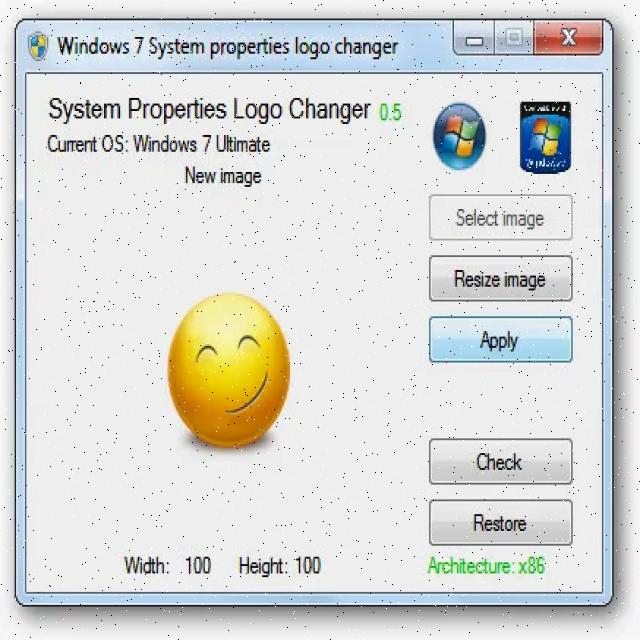 Windows 7 System properties logo changer
System Properties Logo Changer 0.5
Current OS: Windows 7 Ultimate
New image
Select image
Resize image
Apply
Check
Restore
Width: 100 Height: 100
Architecture: x86